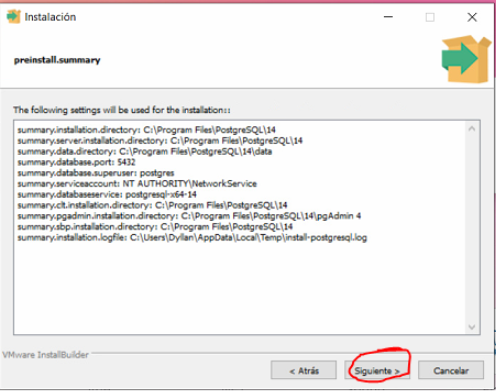 Instalación
preinstall.summary
The following settings will be used for the installation::
summary.installation.directory: C:\Program Files\PostgreSQL\14
summary.server.installation.directory: C:\Program Files\PostgreSQL\14
summary.data.directory: C:\Program Files\PostgreSQL\14\data
summary.database.port: 5432
summary.database.superuser: postgres
summary.serviceaccount: NT AUTHORITY\NetworkService
summary.databaseservice: postgresql-x64-14
summary.clt.installation.directory: C:\Program Files\PostgreSQL\14
summary.pgadmin.installation.directory: C:\Program Files\PostgreSQL\14\pgAdmin 4
summary.sbp.installation.directory: C:\Program Files\PostgreSQL\14
summary.installation.logfile: C:\Users\Dyllan\AppData\Local\Temp\install-postgresql.log
VMware InstallBuilder
< Atrás Siguiente > Cancelar